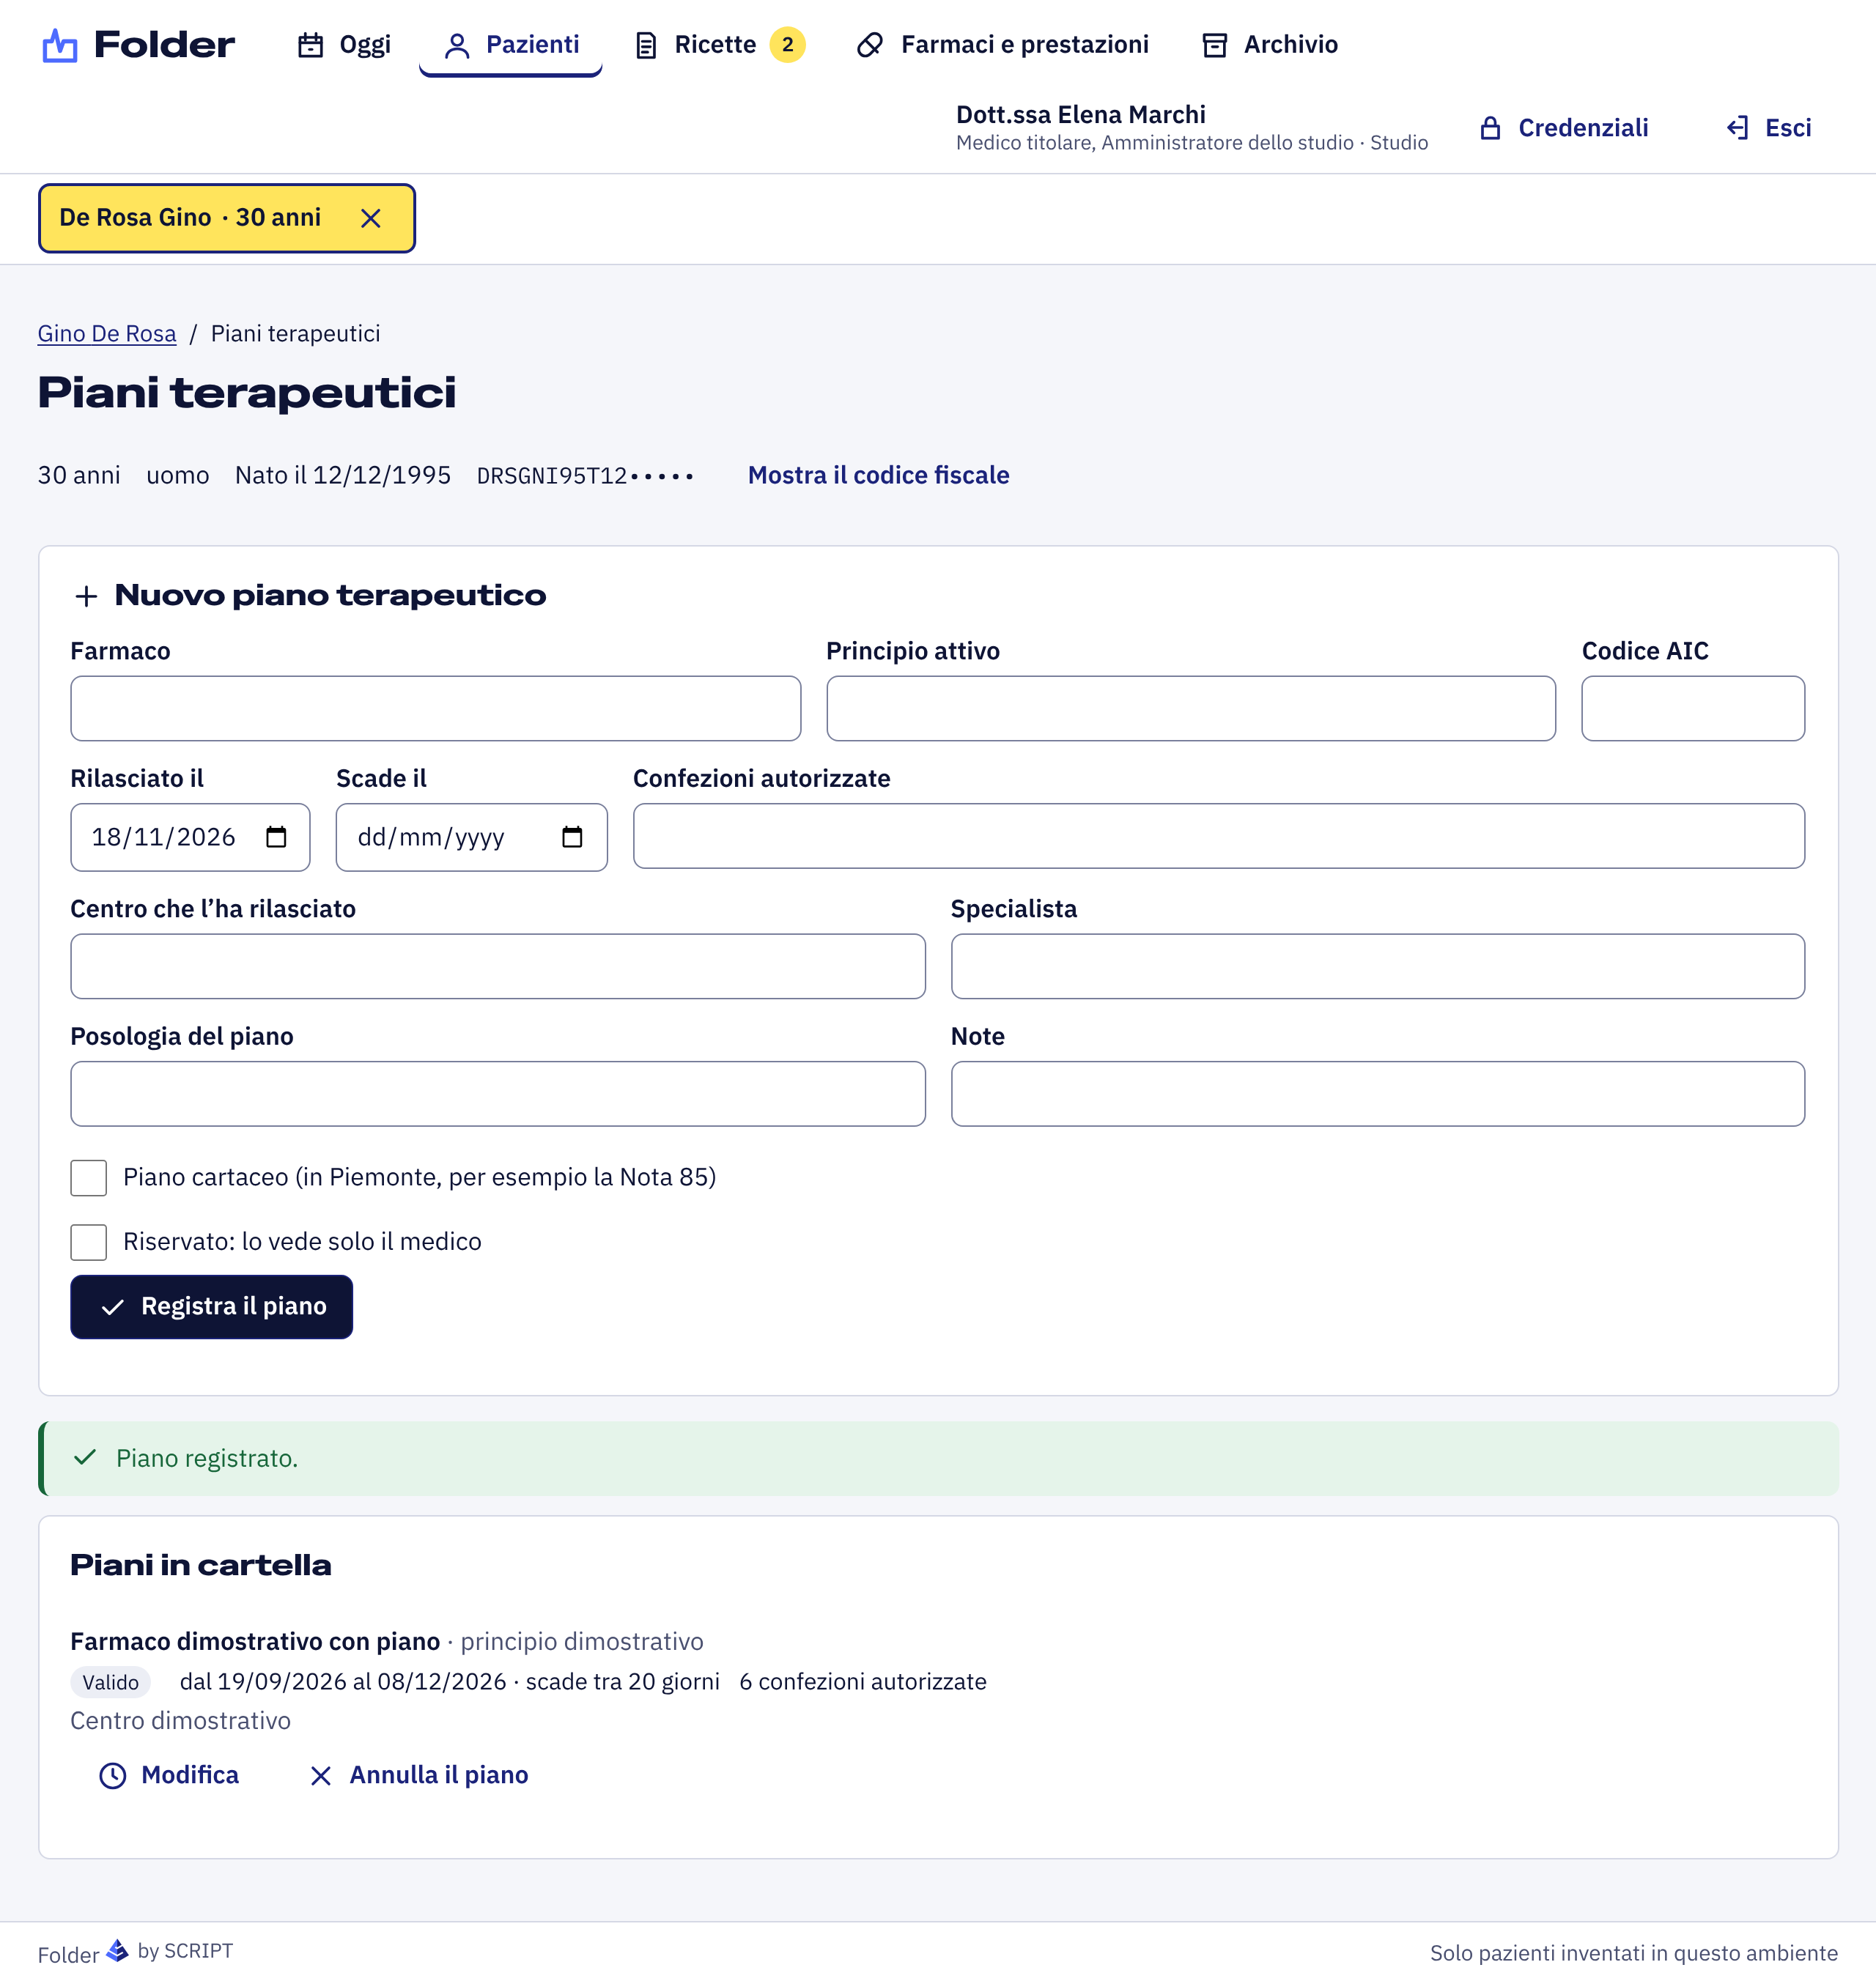 Folder
Oggi
Pazienti
Ricette 2
Farmaci e prestazioni
Archivio
Dott.ssa Elena Marchi
Medico titolare, Amministratore dello studio · Studio
Credenziali
Esci
De Rosa Gino · 30 anni
Gino De Rosa / Piani terapeutici
Piani terapeutici
30 anni uomo Nato il 12/12/1995 DRSGNI95T12••••• Mostra il codice fiscale
Nuovo piano terapeutico
Farmaco Principio attivo Codice AIC
Rilasciato il Scade il Confezioni autorizzate
18/11/2026 dd/mm/yyyy
Centro che l’ha rilasciato Specialista
Posologia del piano Note
Piano cartaceo (in Piemonte, per esempio la Nota 85)
Riservato: lo vede solo il medico
Registra il piano
Piano registrato.
Piani in cartella
Farmaco dimostrativo con piano · principio dimostrativo
Valido dal 19/09/2026 al 08/12/2026 · scade tra 20 giorni 6 confezioni autorizzate
Centro dimostrativo
Modifica Annulla il piano
Folder by SCRIPT
Solo pazienti inventati in questo ambiente